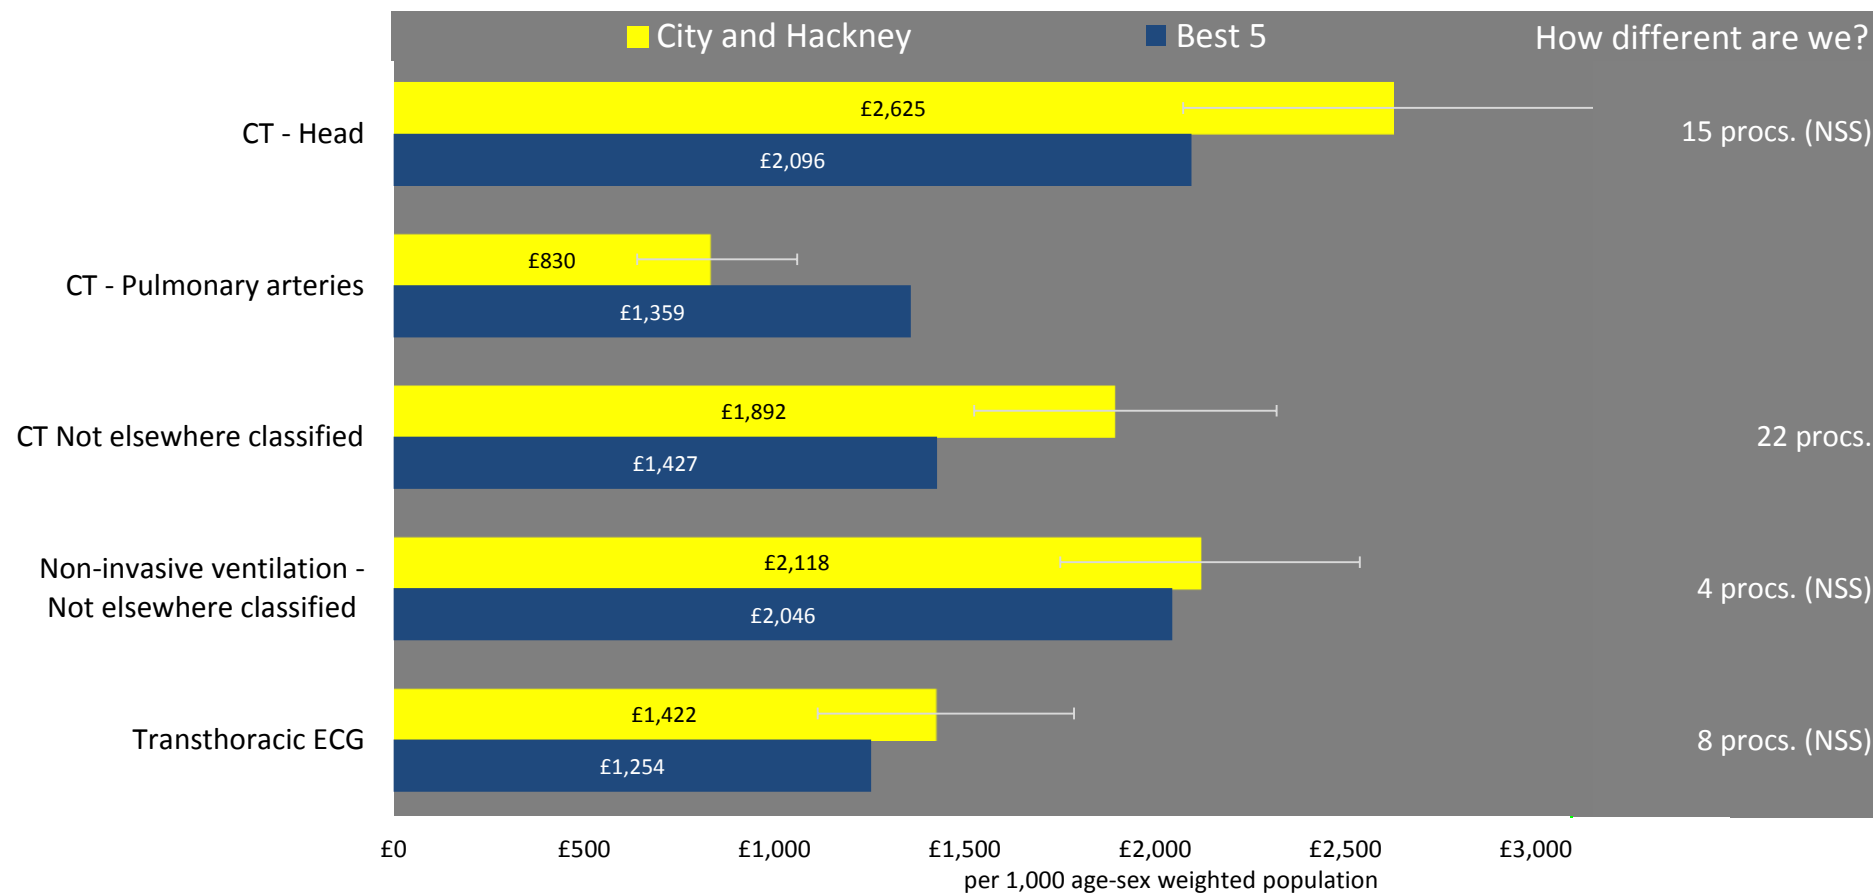 City and Hackney
Best 5
How different are we?
CT - Head
£2,625
£2,096
15 procs. (NSS)
CT - Pulmonary arteries
£830
£1,359
CT Not elsewhere classified
£1,892
£1,427
22 procs.
Non-invasive ventilation -
Not elsewhere classified
£2,118
£2,046
4 procs. (NSS)
Transthoracic ECG
£1,422
£1,254
8 procs. (NSS)
£0 £500 £1,000 £1,500 £2,000 £2,500 £3,000
per 1,000 age-sex weighted population